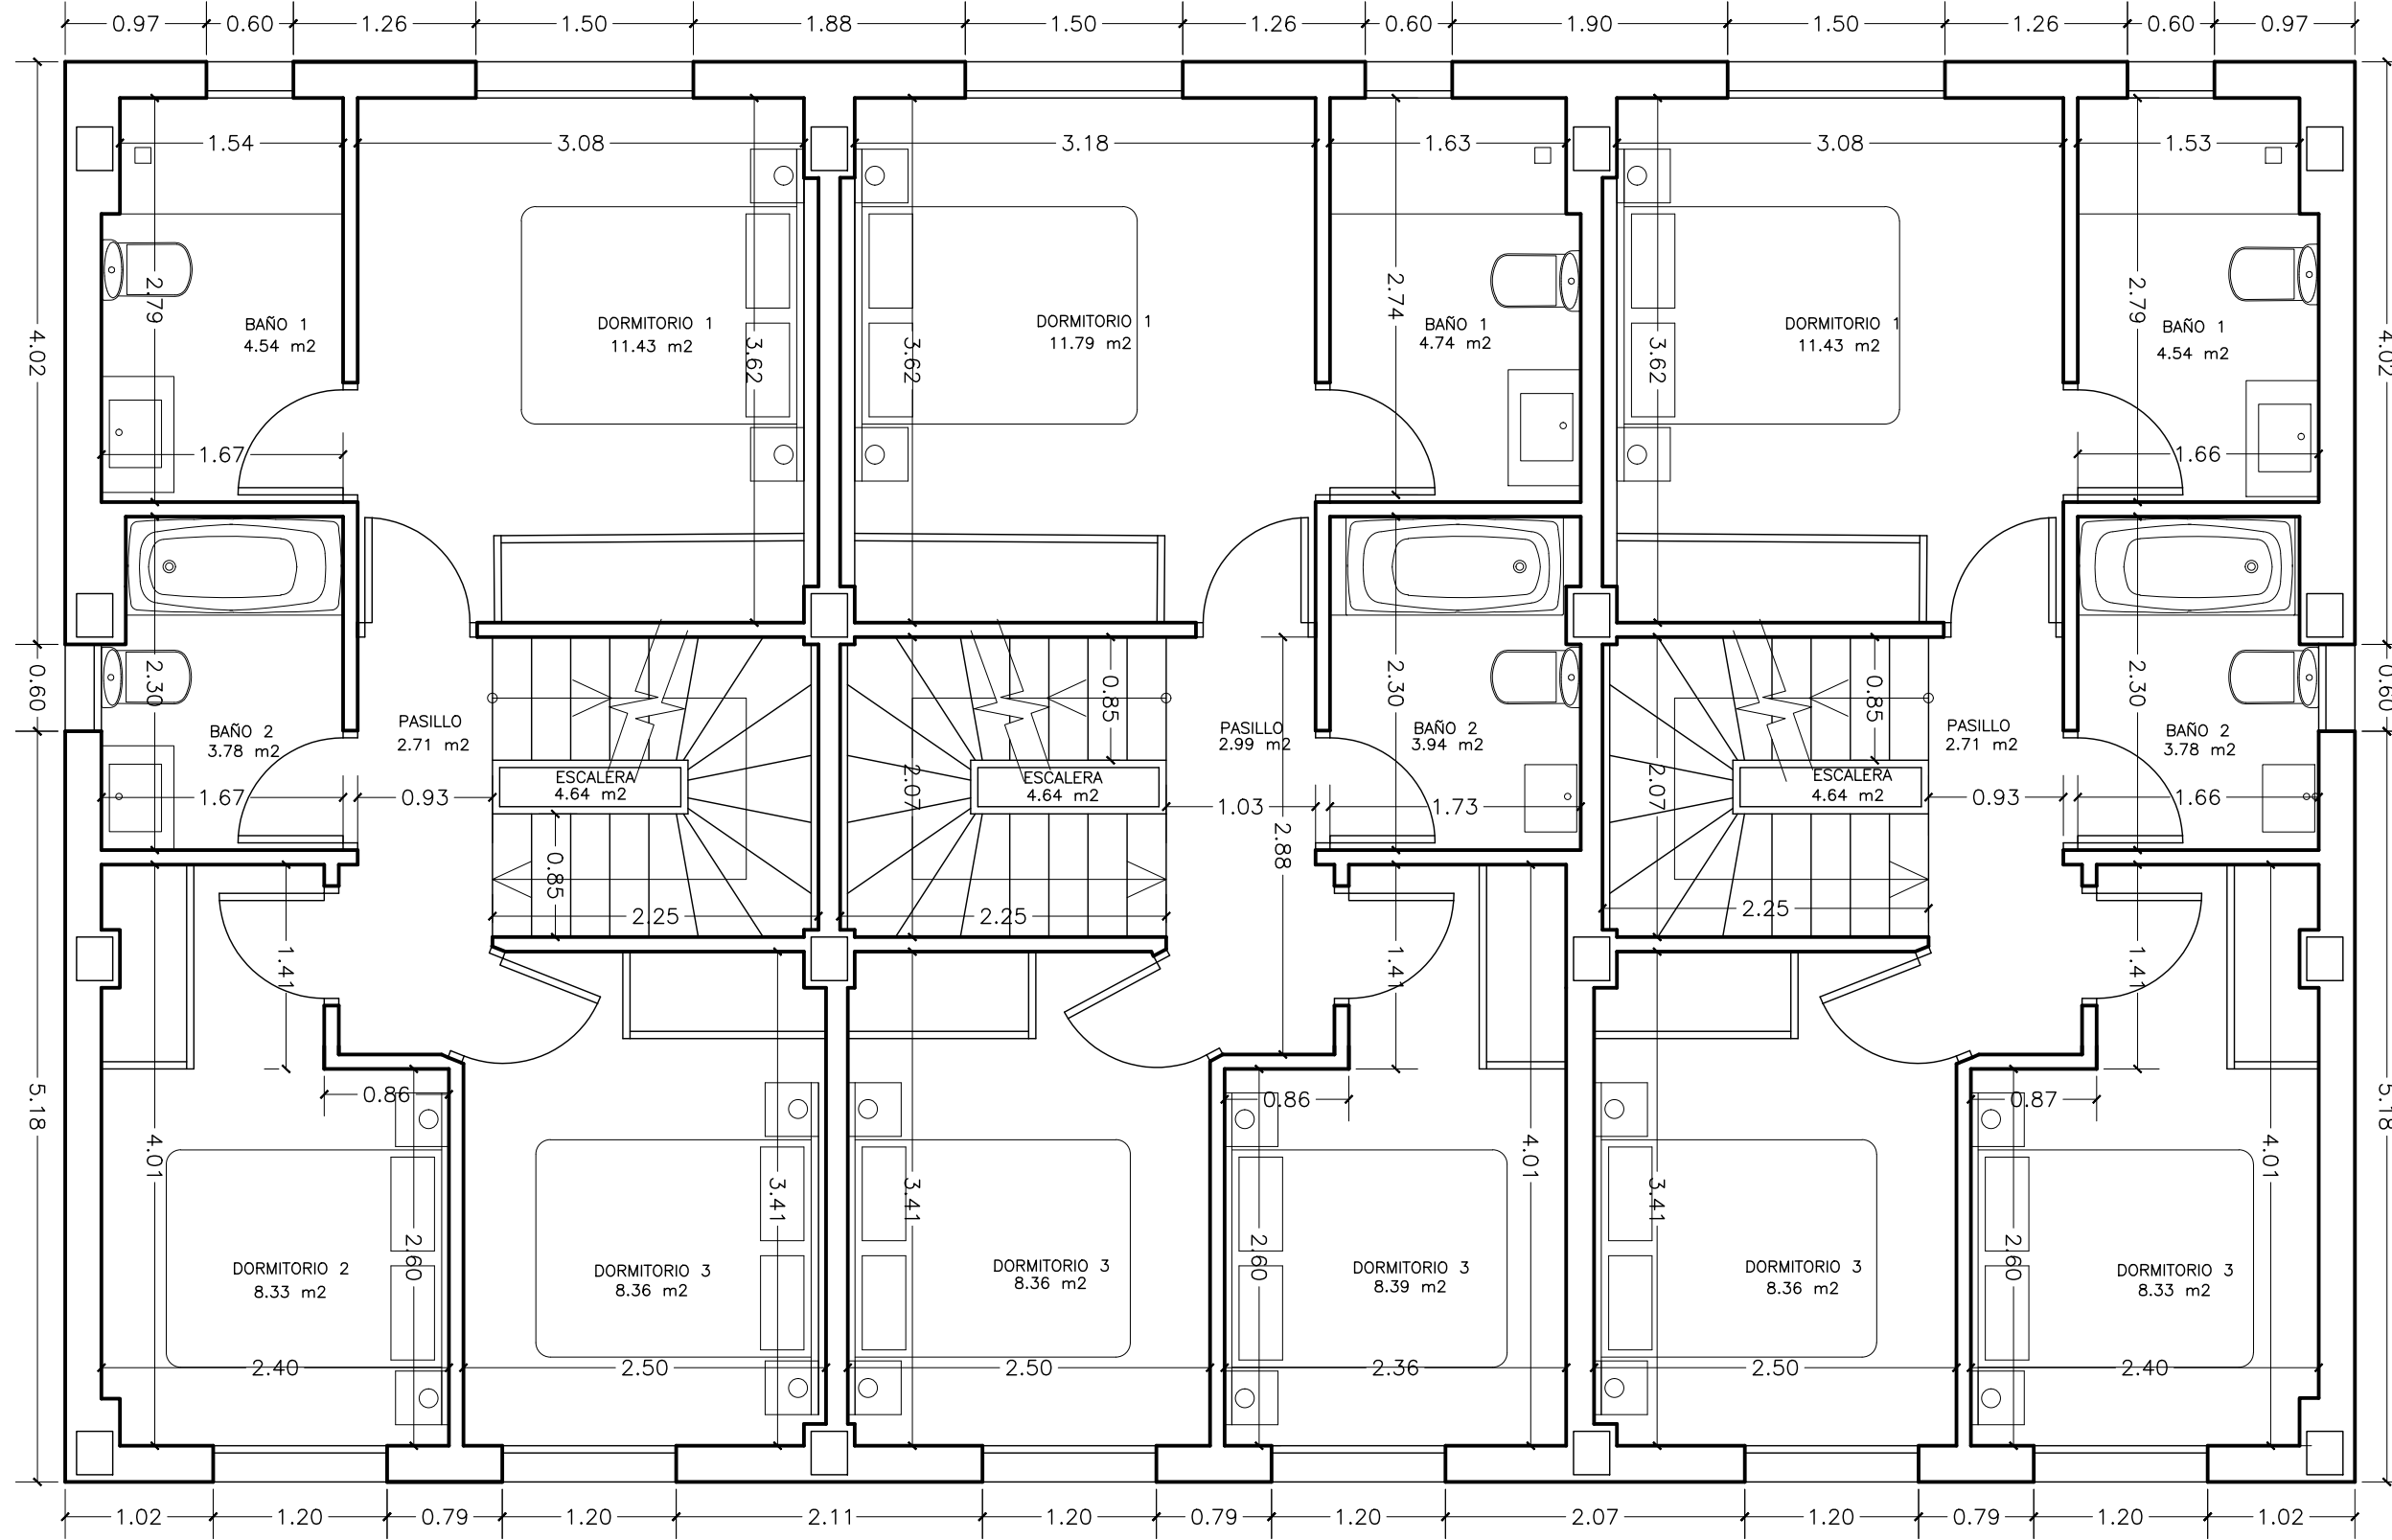 0.97 0.60 1.26 1.50 1.88 1.50 1.26 0.60 1.90 1.50 1.26 0.60 0.97
1.54 3.08 3.18 1.63 3.08 1.53
2.79 2.74 2.79
4.02 3.62 3.62 3.62 4.02
BAÑO 1
4.54 m2
DORMITORIO 1
11.43 m2
DORMITORIO 1
11.79 m2
BAÑO 1
4.74 m2
DORMITORIO 1
11.43 m2
BAÑO 1
4.54 m2
1.67 1.66
0.60 2.30 0.85 2.30 0.85 2.30 0.60
BAÑO 2
3.78 m2
PASILLO
2.71 m2
PASILLO
2.99 m2
BAÑO 2
3.94 m2
PASILLO
2.71 m2
BAÑO 2
3.78 m2
ESCALERA
4.64 m2
ESCALERA
4.64 m2
ESCALERA
4.64 m2
2.07 2.07
1.67 0.93 1.03 1.73 0.93 1.66
0.85 2.88
2.25 2.25 2.25
1.41 1.41 1.41
0.86 0.86 0.87
5.18 4.01 3.41 3.41 4.01 3.41 4.01 5.18
2.60 2.60 2.60
DORMITORIO 2
8.33 m2
DORMITORIO 3
8.36 m2
DORMITORIO 3
8.36 m2
DORMITORIO 3
8.39 m2
DORMITORIO 3
8.36 m2
DORMITORIO 3
8.33 m2
2.40 2.50 2.50 2.36 2.50 2.40
1.02 1.20 0.79 1.20 2.11 1.20 0.79 1.20 2.07 1.20 0.79 1.20 1.02